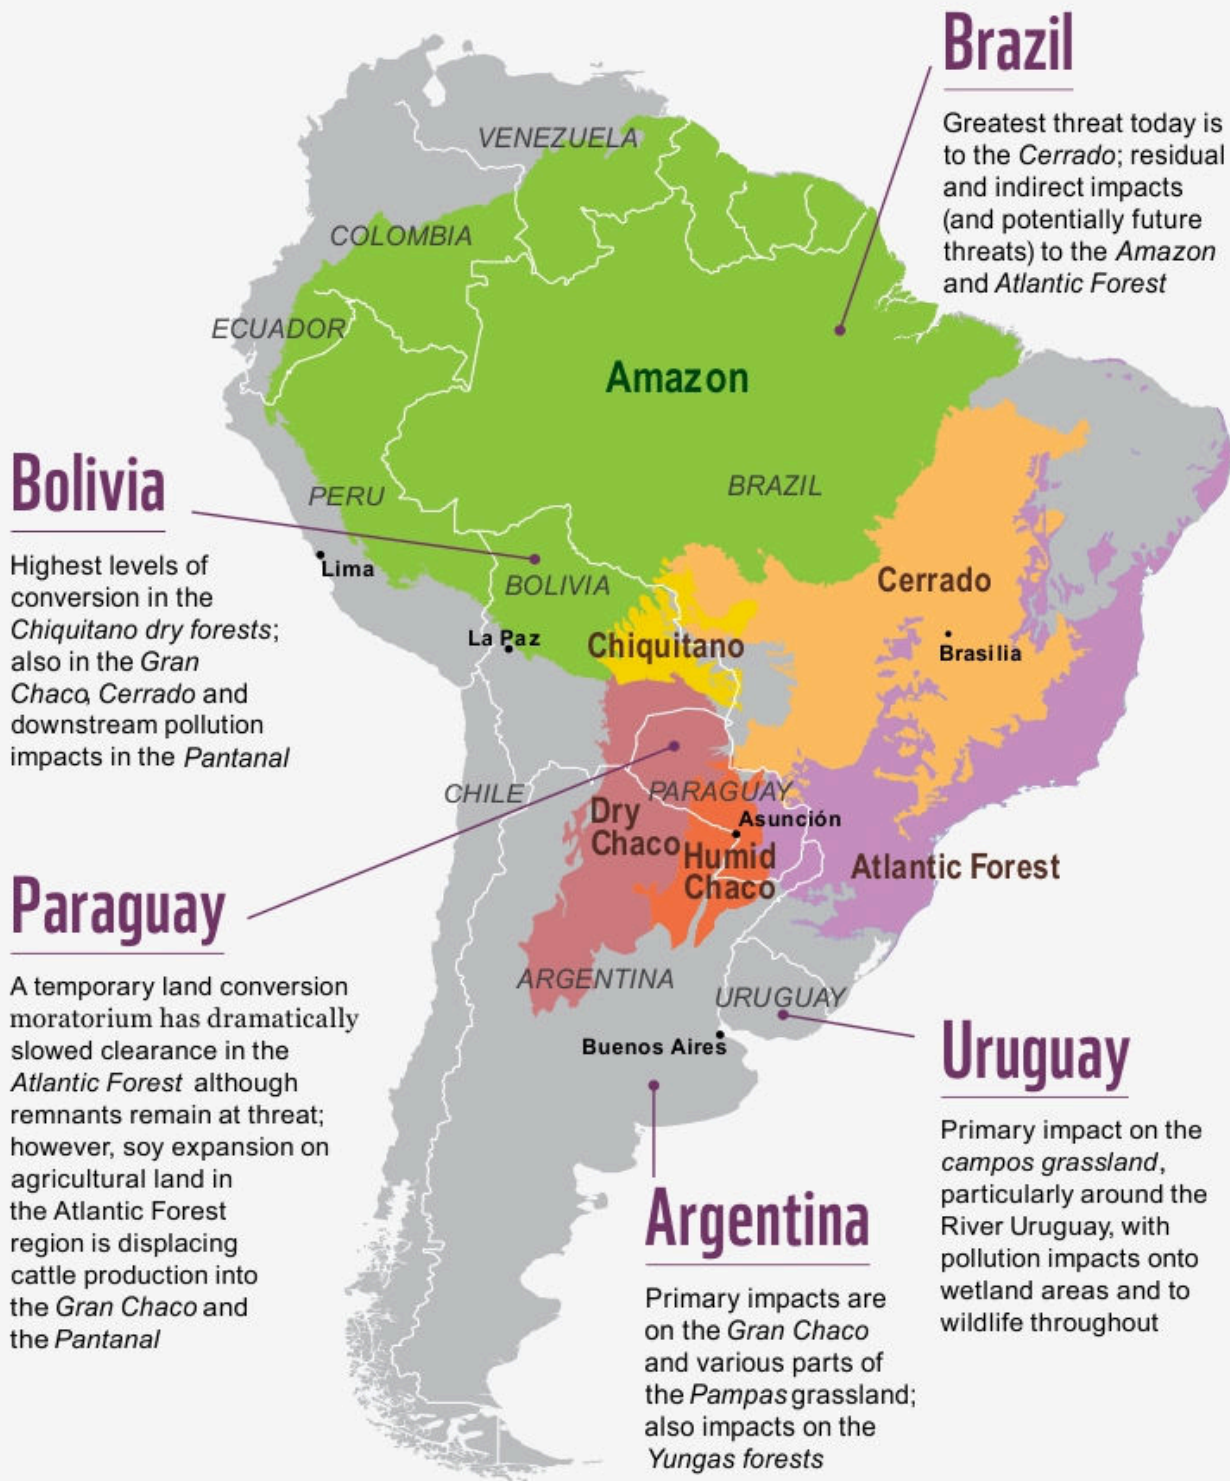 Brazil
Greatest threat today is
to the Cerrado; residual
and indirect impacts
(and potentially future
threats) to the Amazon
and Atlantic Forest
VENEZUELA
COLOMBIA
ECUADOR
Amazon
BRAZIL
PERU
Lima
BOLIVIA
La Paz
Chiquitano
Cerrado
Brasilia
CHILE
PARAGUAY
Asunción
Dry
Chaco
Humid
Chaco
Atlantic Forest
ARGENTINA
URUGUAY
Buenos Aires
Bolivia
Highest levels of
conversion in the
Chiquitano dry forests;
also in the Gran
Chaco, Cerrado and
downstream pollution
impacts in the Pantanal
Paraguay
A temporary land conversion
moratorium has dramatically
slowed clearance in the
Atlantic Forest although
remnants remain at threat;
however, soy expansion on
agricultural land in
the Atlantic Forest
region is displacing
cattle production into
the Gran Chaco and
the Pantanal
Argentina
Primary impacts are
on the Gran Chaco
and various parts of
the Pampas grassland;
also impacts on the
Yungas forests
Uruguay
Primary impact on the
campos grassland,
particularly around the
River Uruguay, with
pollution impacts onto
wetland areas and to
wildlife throughout